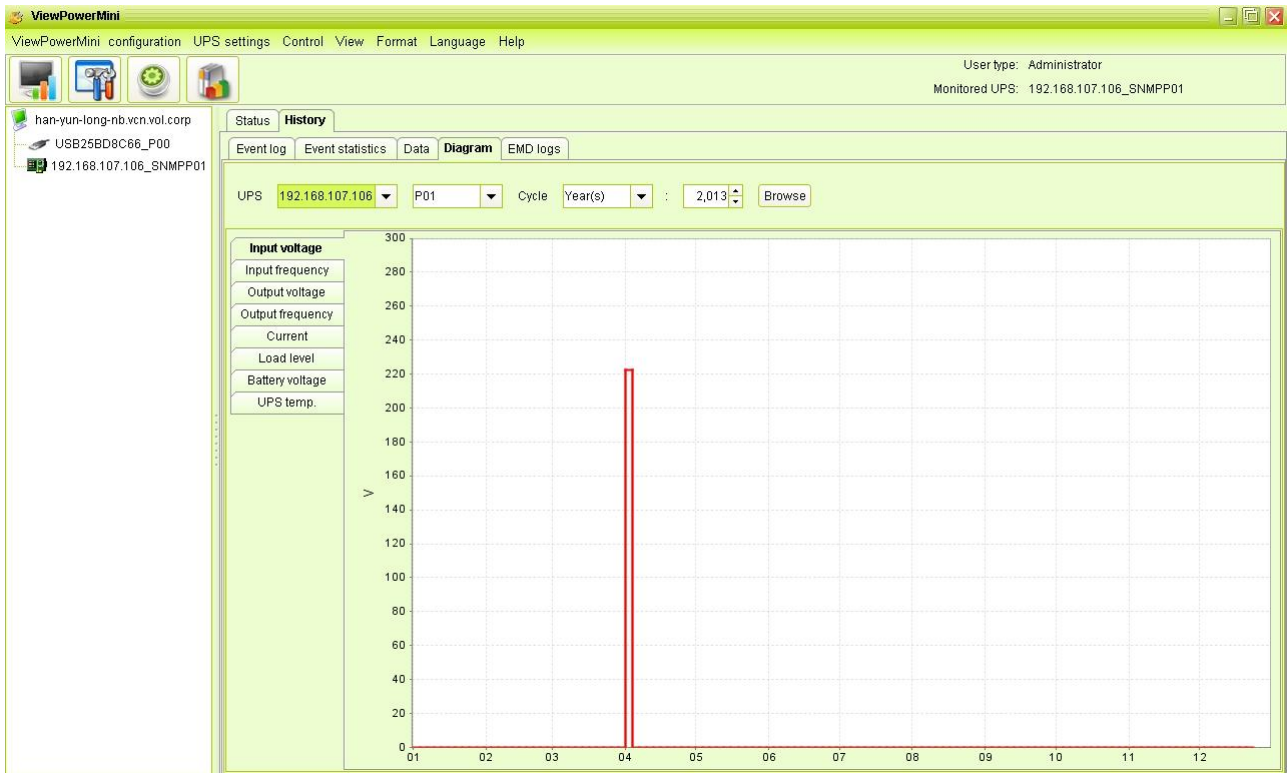 ViewPowerMini
ViewPowerMini configuration UPS settings Control View Format Language Help
User type: Administrator
Monitored UPS: 192.168.107.106_SNMPP01
han-yun-long-nb.vcn.vol.corp
USB25BD8C66_P00
192.168.107.106_SNMPP01
Status History
Event log Event statistics Data Diagram EMD logs
UPS 192.168.107.106 P01 Cycle Year(s) : 2,013 Browse
Input voltage
Input frequency
Output voltage
Output frequency
Current
Load level
Battery voltage
UPS temp.
V
300
280
260
240
220
200
180
160
140
120
100
80
60
40
20
0
01 02 03 04 05 06 07 08 09 10 11 12